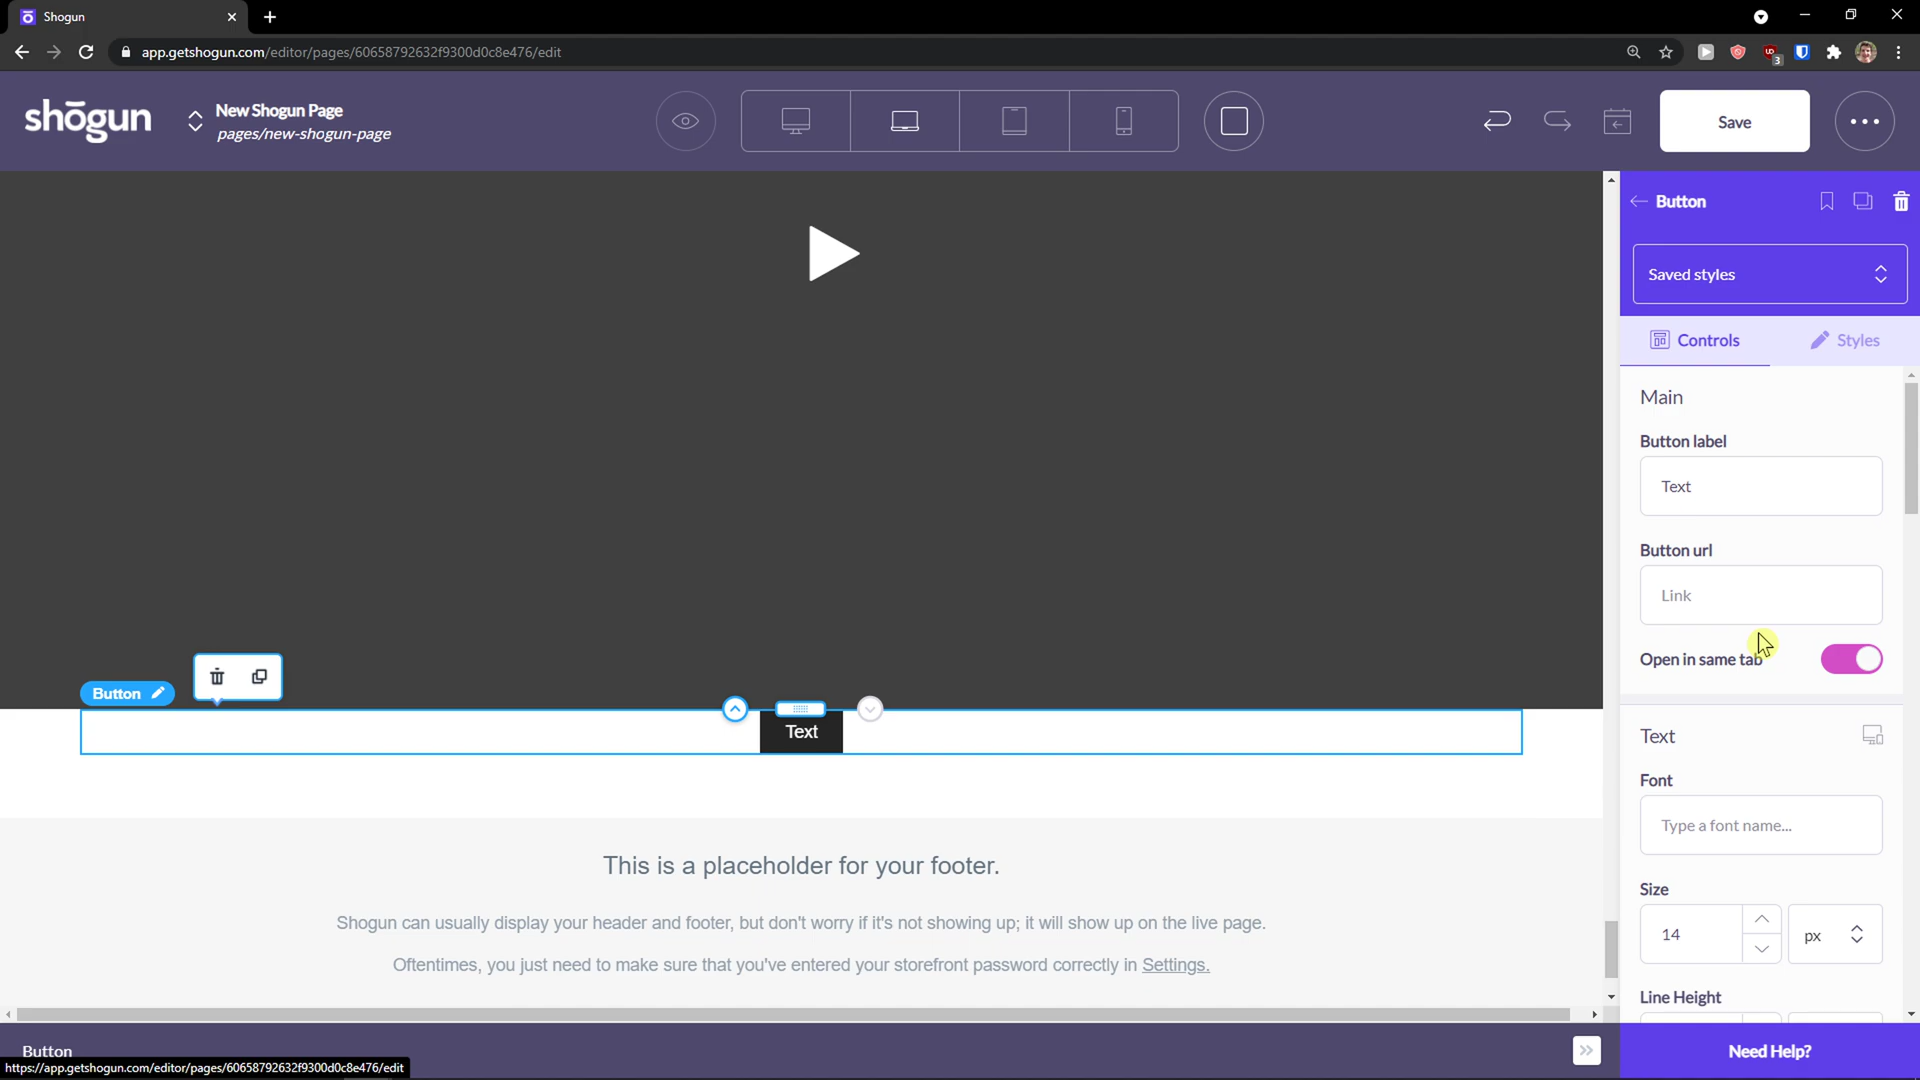 Shogun
app.getshogun.com/editor/pages/60658792632f9300d0c8e476/edit
3
shōgun
New Shogun Page
pages/new-shogun-page
Save
Button
Saved styles
Controls
Styles
Main
Button label
Text
Button url
Link
Open in same tab
Button
Text
Text
Font
Type a font name...
This is a placeholder for your footer.
Size
Shogun can usually display your header and footer, but don't worry if it's not showing up; it will show up on the live page.
14
px
Oftentimes, you just need to make sure that you've entered your storefront password correctly in Settings.
Line Height
Button
Need Help?
https://app.getshogun.com/editor/pages/60658792632f9300d0c8e476/edit